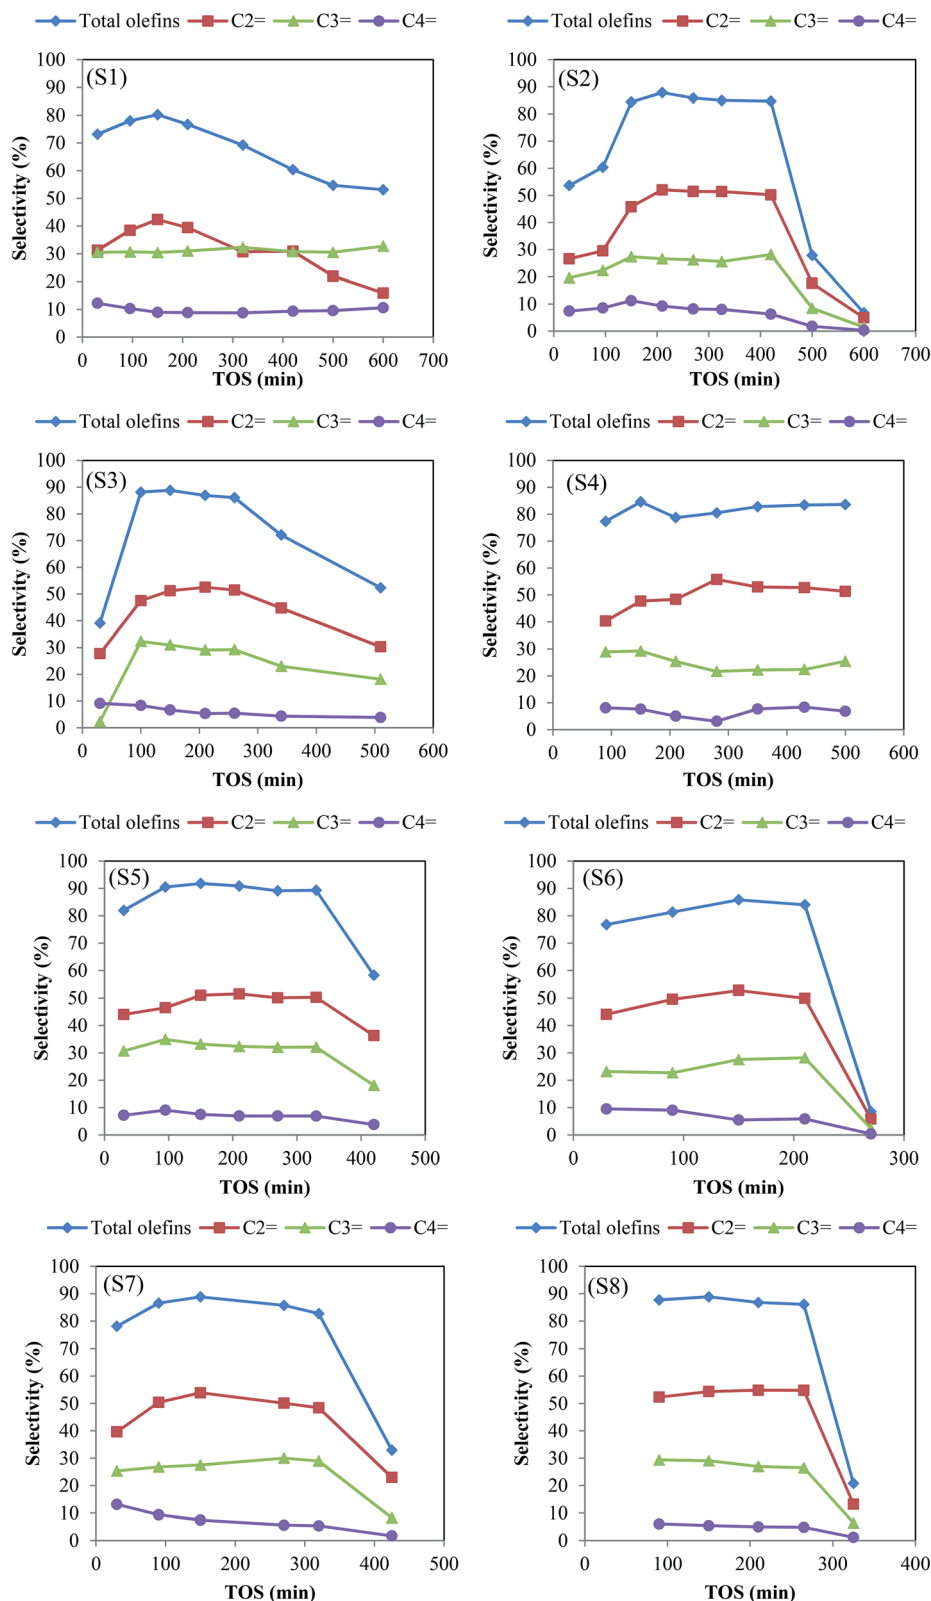 Total olefins C2= C3= C4=
Total olefins C2= C3= C4=
(S1)
Selectivity (%)
100
90
80
70
60
50
40
30
20
10
0
0 100 200 300 400 500 600 700
TOS (min)
(S2)
Selectivity (%)
100
90
80
70
60
50
40
30
20
10
0
0 100 200 300 400 500 600 700
TOS (min)
Total olefins C2= C3= C4=
Total olefins C2= C3= C4=
(S3)
Selectivity (%)
100
90
80
70
60
50
40
30
20
10
0
0 100 200 300 400 500 600
TOS (min)
(S4)
Selectivity (%)
100
90
80
70
60
50
40
30
20
10
0
0 100 200 300 400 500 600
TOS (min)
Total olefins C2= C3= C4=
Total olefins C2= C3= C4=
(S5)
Selectivity (%)
100
90
80
70
60
50
40
30
20
10
0
0 100 200 300 400 500
TOS (min)
(S6)
Selectivity (%)
100
90
80
70
60
50
40
30
20
10
0
0 100 200 300
TOS (min)
Total olefins C2= C3= C4=
Total olefins C2= C3= C4=
(S7)
Selectivity (%)
100
90
80
70
60
50
40
30
20
10
0
0 100 200 300 400 500
TOS (min)
(S8)
Selectivity (%)
100
90
80
70
60
50
40
30
20
10
0
0 100 200 300 400
TOS (min)